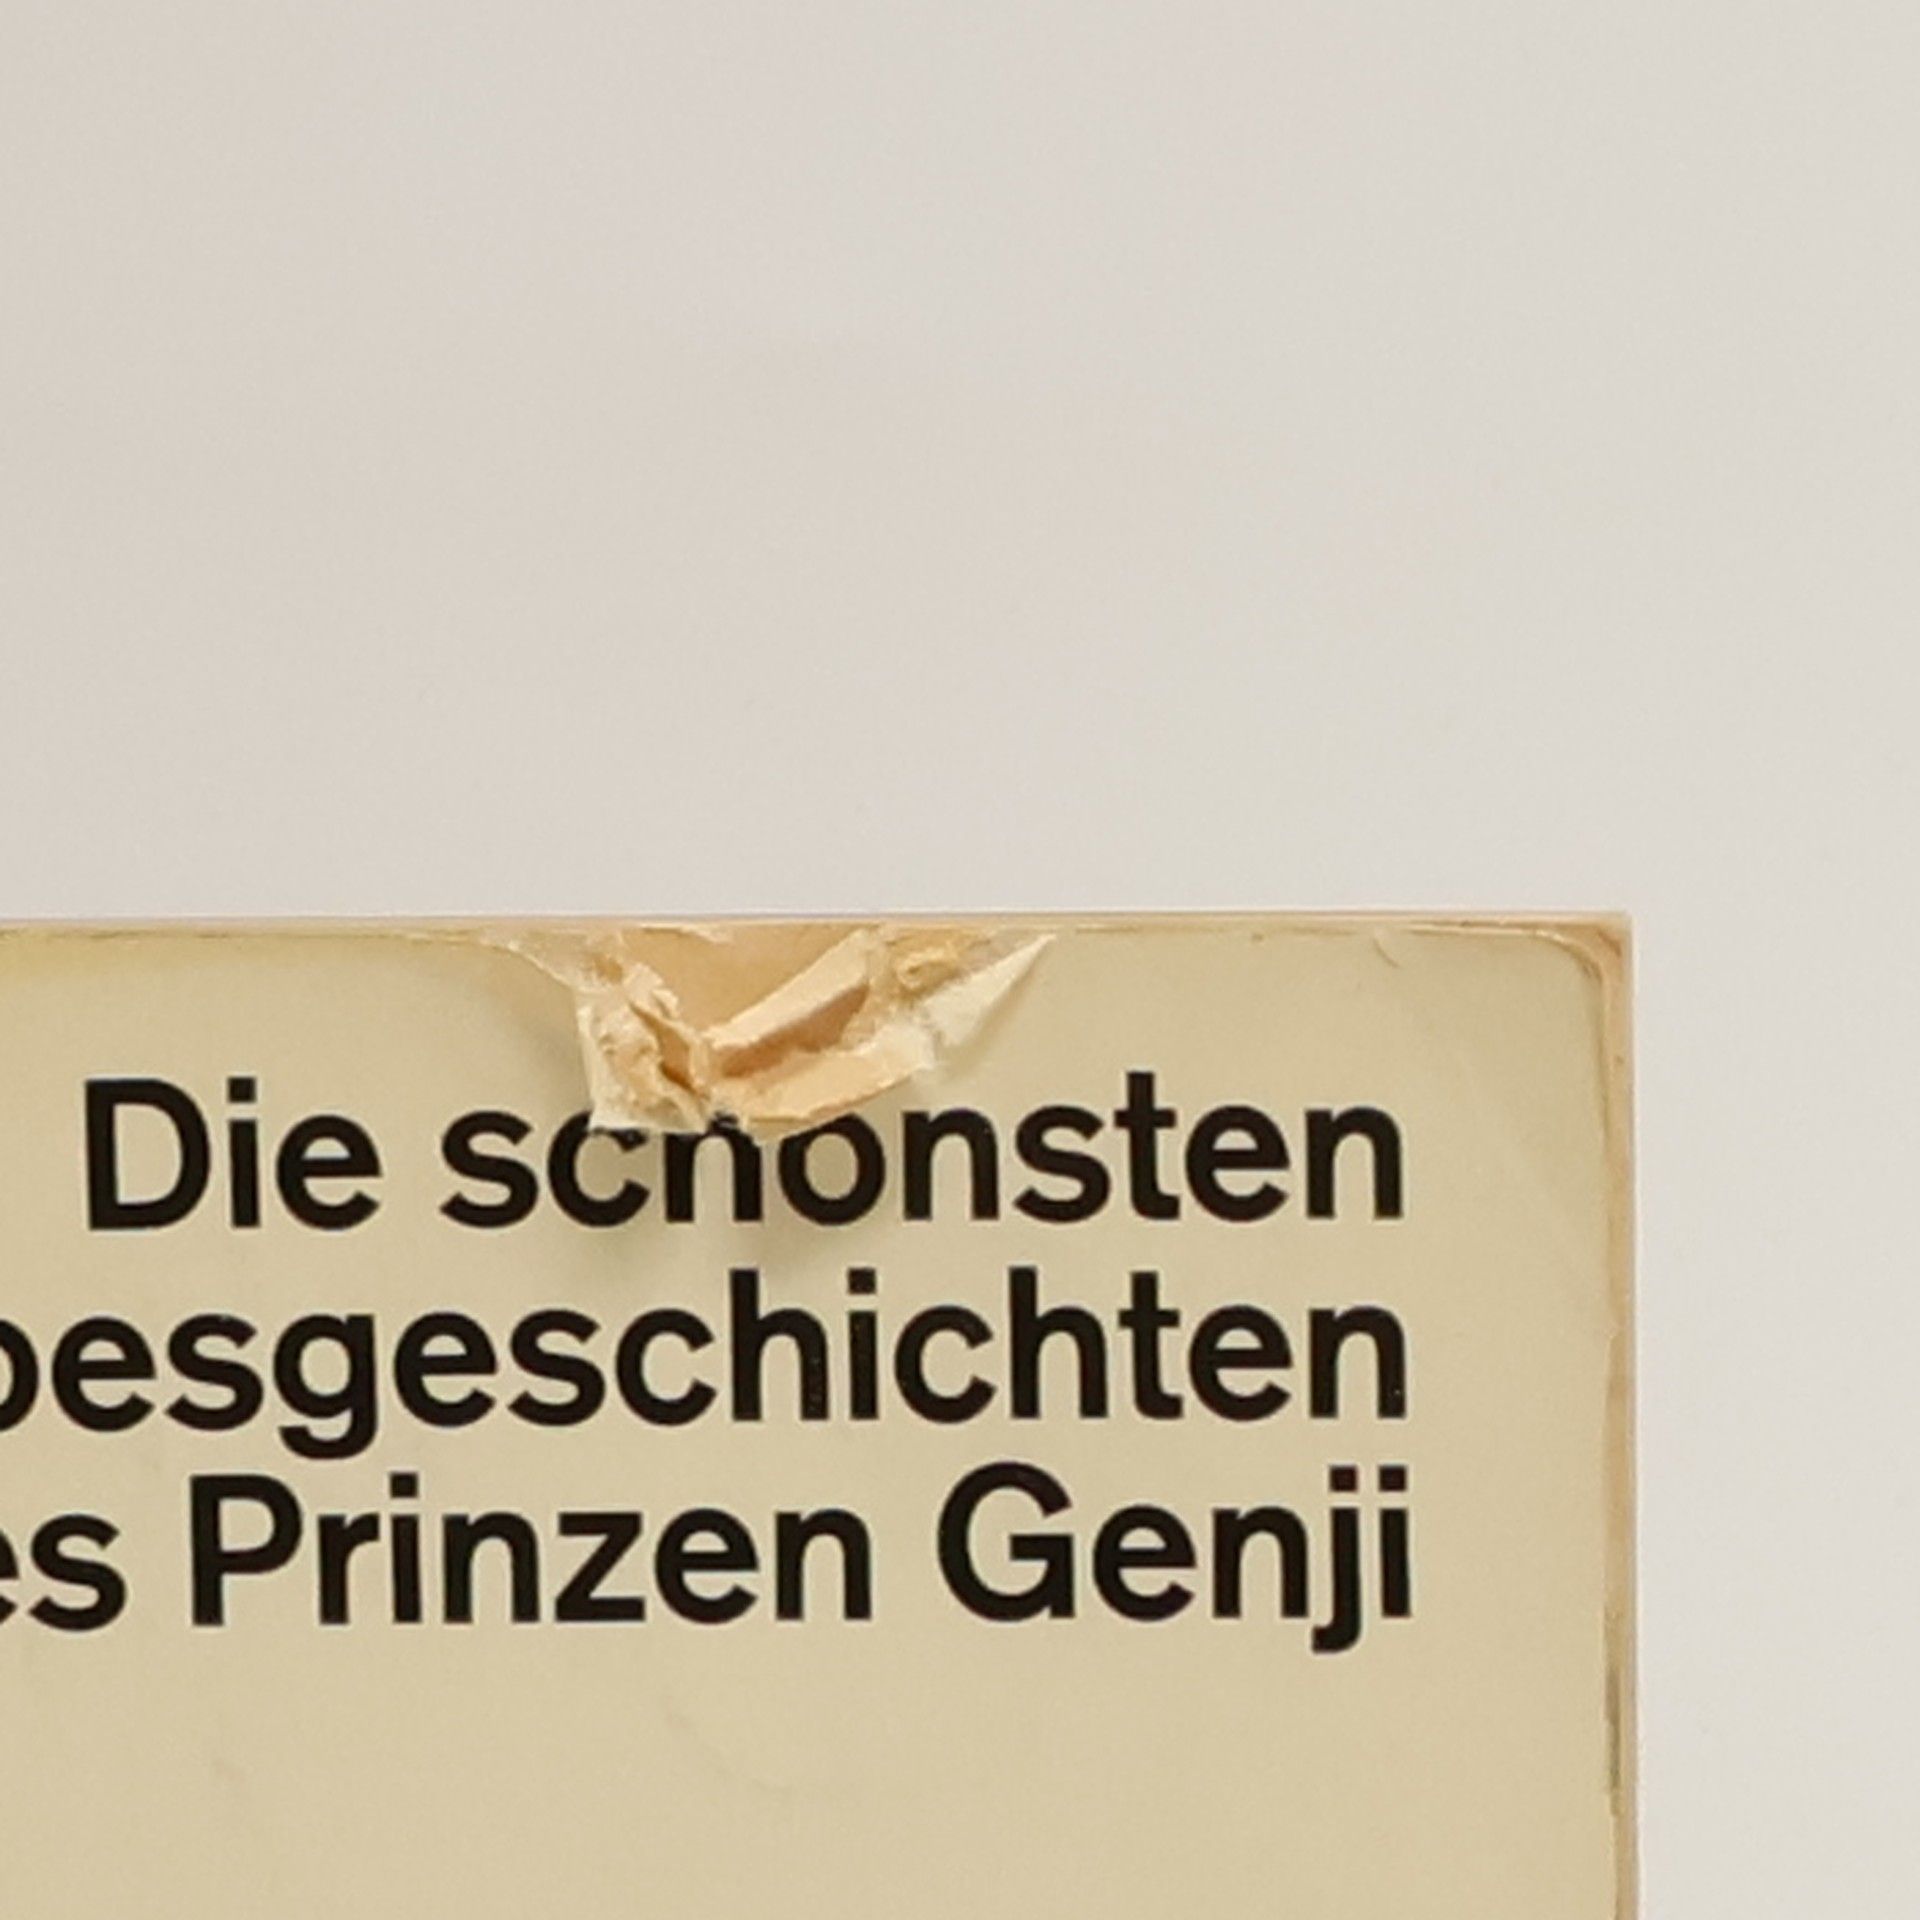 Die schönsten
besgeschichten
es Prinzen Genji